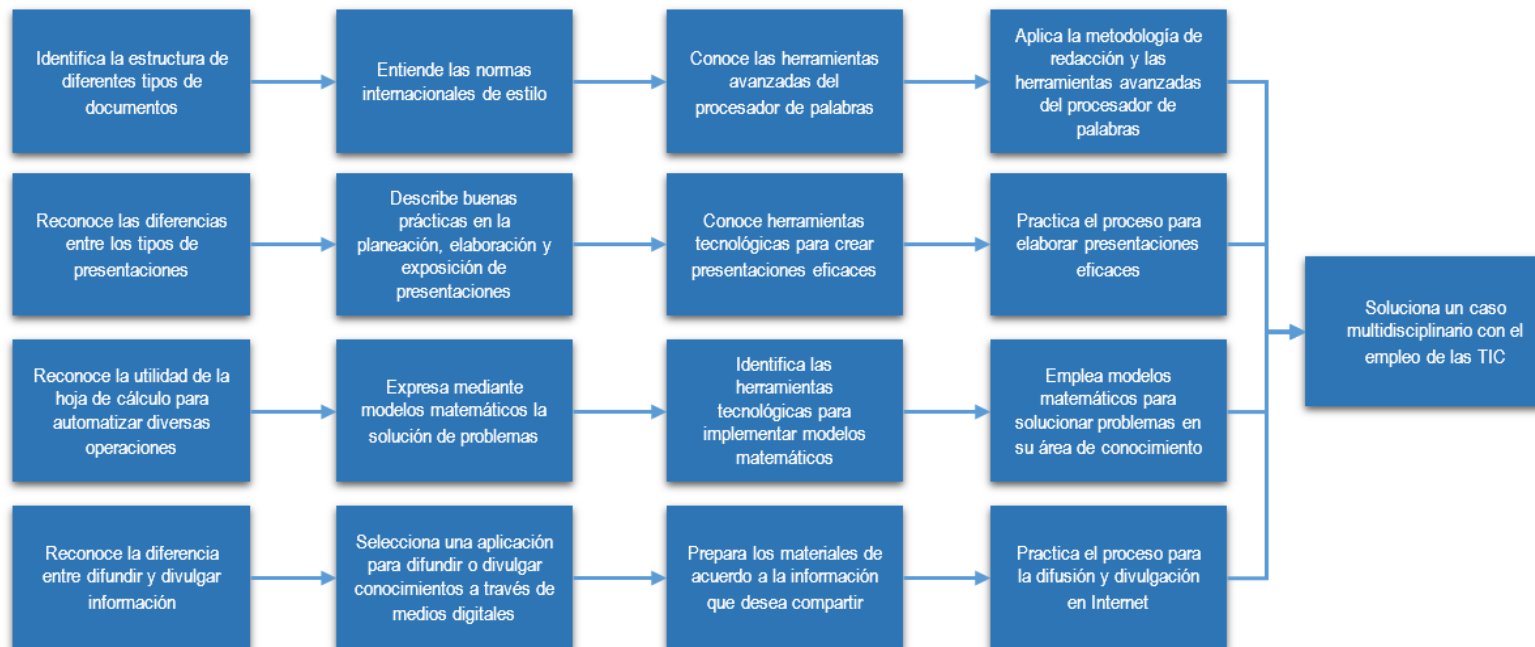 Identifica la estructura de
diferentes tipos de
documentos
Entiende las normas
internacionales de estilo
Conoce las herramientas
avanzadas del
procesador de palabras
Aplica la metodología de
redacción y las
herramientas avanzadas
del procesador de
palabras
Reconoce las diferencias
entre los tipos de
presentaciones
Describe buenas
prácticas en la
planeación, elaboración y
exposición de
presentaciones
Conoce herramientas
tecnológicas para crear
presentaciones eficaces
Practica el proceso para
elaborar presentaciones
eficaces
Reconoce la utilidad de la
hoja de cálculo para
automatizar diversas
operaciones
Expresa mediante
modelos matemáticos la
solución de problemas
Identifica las
herramientas
tecnológicas para
implementar modelos
matemáticos
Emplea modelos
matemáticos para
solucionar problemas en
su área de conocimiento
Reconoce la diferencia
entre difundir y divulgar
información
Selecciona una aplicación
para difundir o divulgar
conocimientos a través de
medios digitales
Prepara los materiales de
acuerdo a la información
que desea compartir
Practica el proceso para
la difusión y divulgación
en Internet
Soluciona un caso
multidisciplinario con el
empleo de las TIC